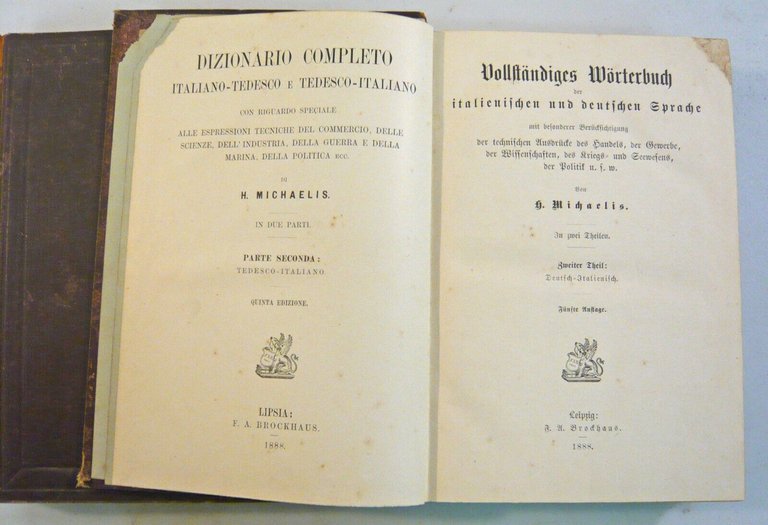 DIZIONARIO COMPLETO
ITALIANO-TEDESCO E TEDESCO-ITALIANO
CON RIGUARDO SPECIALE
ALLE ESPRESSIONI TECNICHE DEL COMMERCIO, DELLE
SCIENZE, DELL'INDUSTRIA, DELLA GUERRA E DELLA
MARINA, DELLA POLITICA ECC.
DI
H. MICHAELIS.
IN DUE PARTI.
PARTE SECONDA:
TEDESCO-ITALIANO.
QUINTA EDIZIONE.
LIPSIA:
F. A. BROCKHAUS.
1888.
Vollständiges Wörterbuch
der
italienischen und deutschen Sprache
mit besonderer Berücksichtigung
der technischen Ausdrücke des Handels, der Gewerbe,
der Wissenschaften, des Kriegs- und Seewesens,
der Politik u. s. w.
Von
H. Michaelis.
In zwei Theilen.
Zweiter Theil:
Deutsch-Italienisch.
Fünfte Auflage.
Leipzig:
F. A. Brockhaus.
1888.